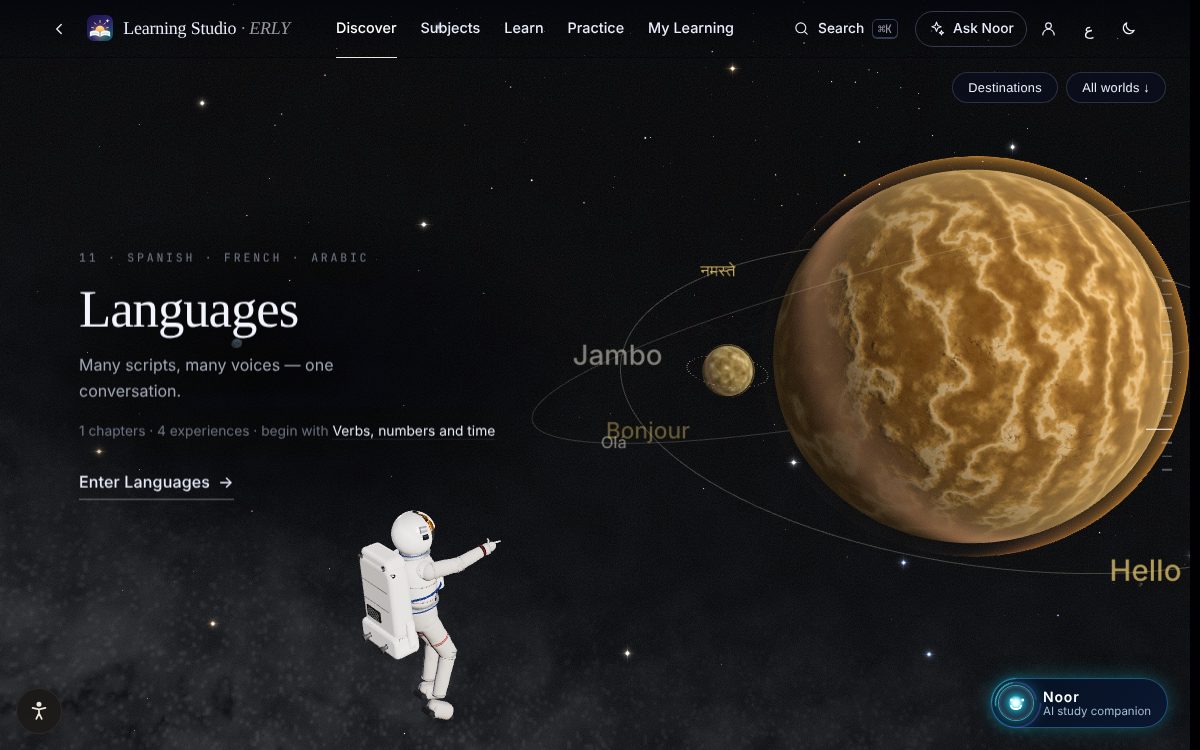 Learning Studio · ERLY
Discover
Subjects
Learn
Practice
My Learning
Search ⌘K
Ask Noor
ع
Destinations
All worlds ↓
11 · SPANISH · FRENCH · ARABIC
Languages
Many scripts, many voices — one
conversation.
1 chapters · 4 experiences · begin with Verbs, numbers and time
Enter Languages →
नमस्ते
Jambo
Bonjour
Ola
Hello
Noor
AI study companion